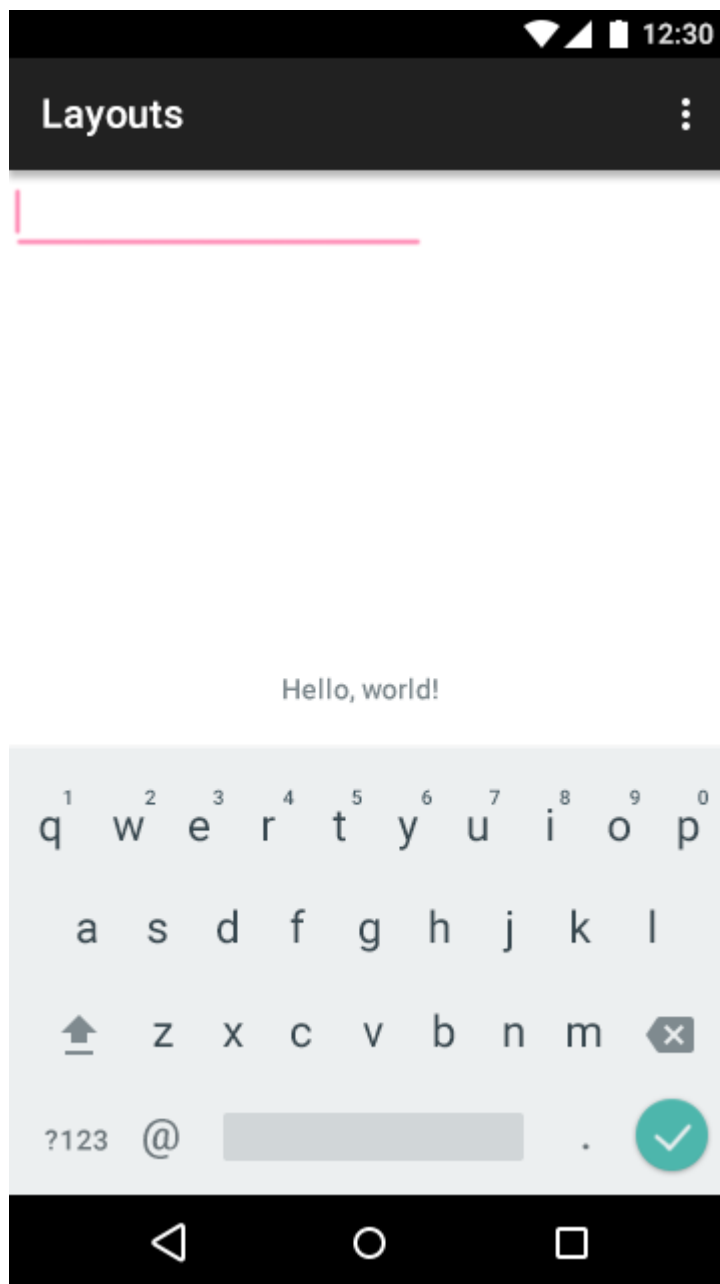 12:30
Layouts
Hello, world!
1 2 3 4 5 6 7 8 9 0
q w e r t y u i o p
a s d f g h j k l
z x c v b n m
?123 @ .